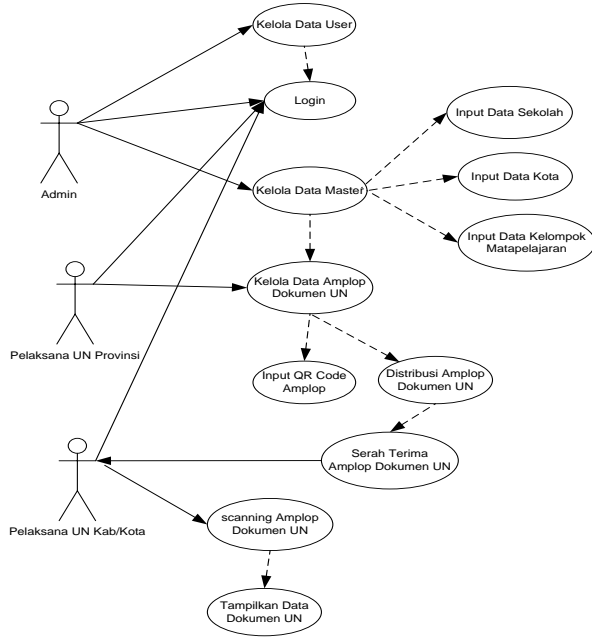 Kelola Data User
Login
Input Data Sekolah
Admin
Kelola Data Master
Input Data Kota
Input Data Kelompok
Matapelajaran
Kelola Data Amplop
Dokumen UN
Pelaksana UN Provinsi
Input QR Code
Amplop
Distribusi Amplop
Dokumen UN
Serah Terima
Amplop Dokumen UN
Pelaksana UN Kab/Kota
scanning Amplop
Dokumen UN
Tampilkan Data
Dokumen UN